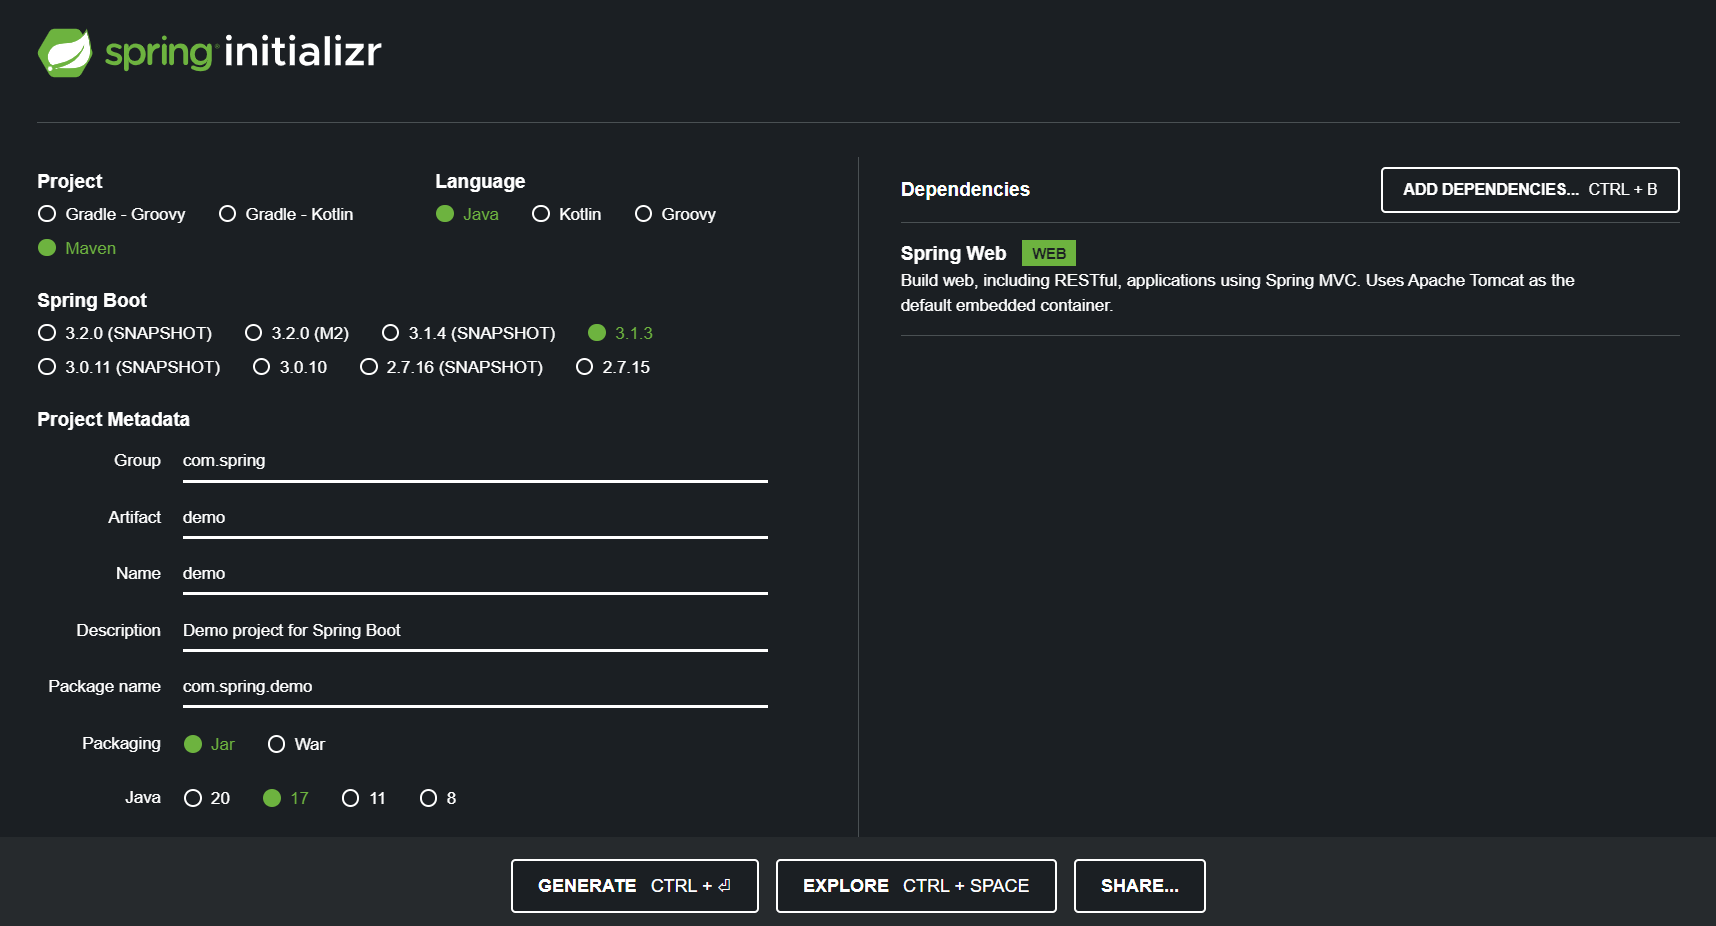 spring initializr
Project
Gradle - Groovy Gradle - Kotlin
Maven
Language
Java Kotlin Groovy
Spring Boot
3.2.0 (SNAPSHOT) 3.2.0 (M2) 3.1.4 (SNAPSHOT) 3.1.3
3.0.11 (SNAPSHOT) 3.0.10 2.7.16 (SNAPSHOT) 2.7.15
Project Metadata
Group com.spring
Artifact demo
Name demo
Description Demo project for Spring Boot
Package name com.spring.demo
Packaging Jar War
Java 20 17 11 8
Dependencies
ADD DEPENDENCIES... CTRL + B
Spring Web WEB
Build web, including RESTful, applications using Spring MVC. Uses Apache Tomcat as the
default embedded container.
GENERATE CTRL + ⏎
EXPLORE CTRL + SPACE
SHARE...